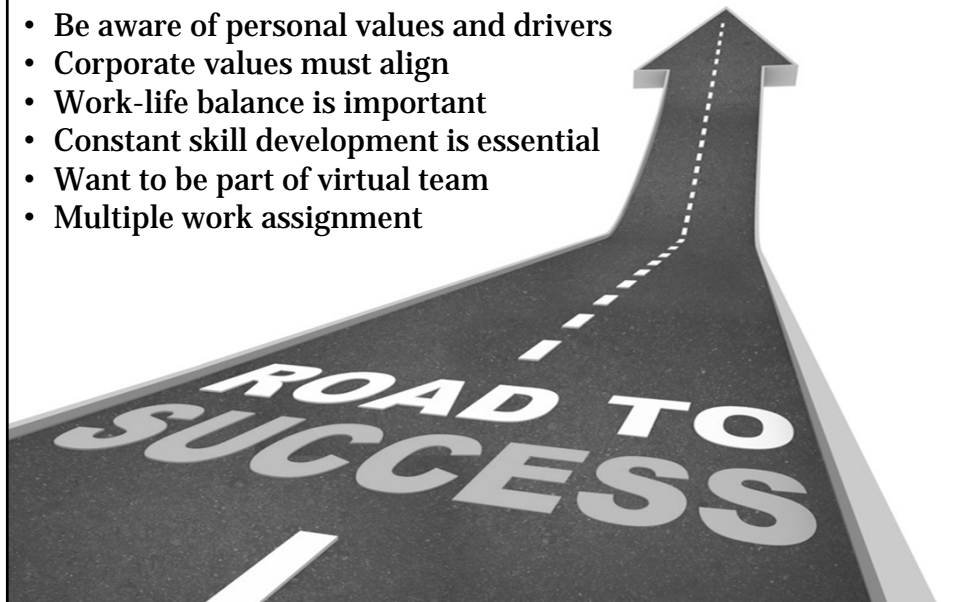 • Be aware of personal values and drivers
• Corporate values must align
• Work-life balance is important
• Constant skill development is essential
• Want to be part of virtual team
• Multiple work assignment
ROAD TO
SUCCESS